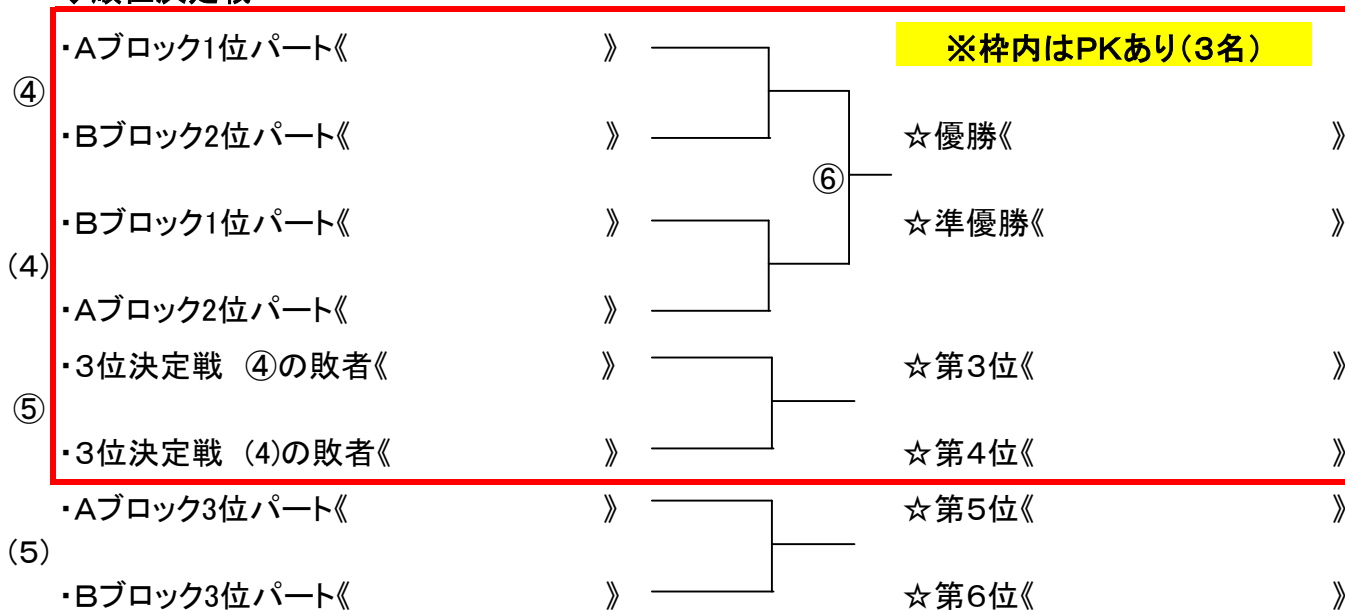 ・Aブロック1位パート《　　　　　　　》
※枠内はPKあり(3名)
④
・Bブロック2位パート《　　　　　　　》
☆優勝《　　　　　　　》
⑥
・Bブロック1位パート《　　　　　　　》
☆準優勝《　　　　　　　》
(4)
・Aブロック2位パート《　　　　　　　》
・3位決定戦　④の敗者《　　　　　　　》
☆第3位《　　　　　　　》
⑤
・3位決定戦　(4)の敗者《　　　　　　　》
☆第4位《　　　　　　　》
・Aブロック3位パート《　　　　　　　》
☆第5位《　　　　　　　》
(5)
・Bブロック3位パート《　　　　　　　》
☆第6位《　　　　　　　》